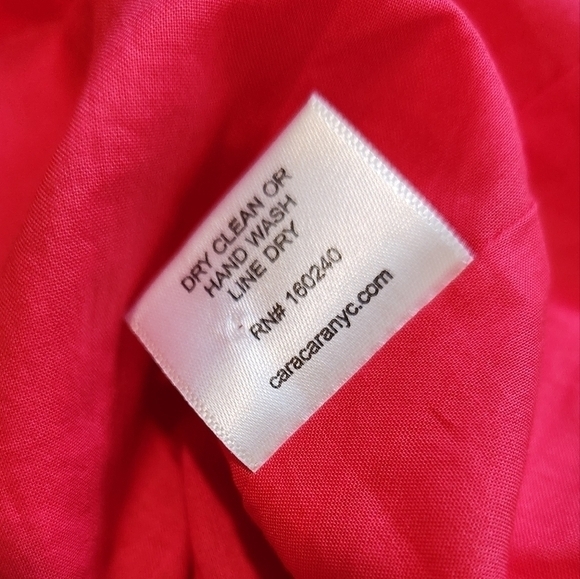 DRY CLEAN OR
HAND WASH
LINE DRY
RN# 160240
caracaranyc.com